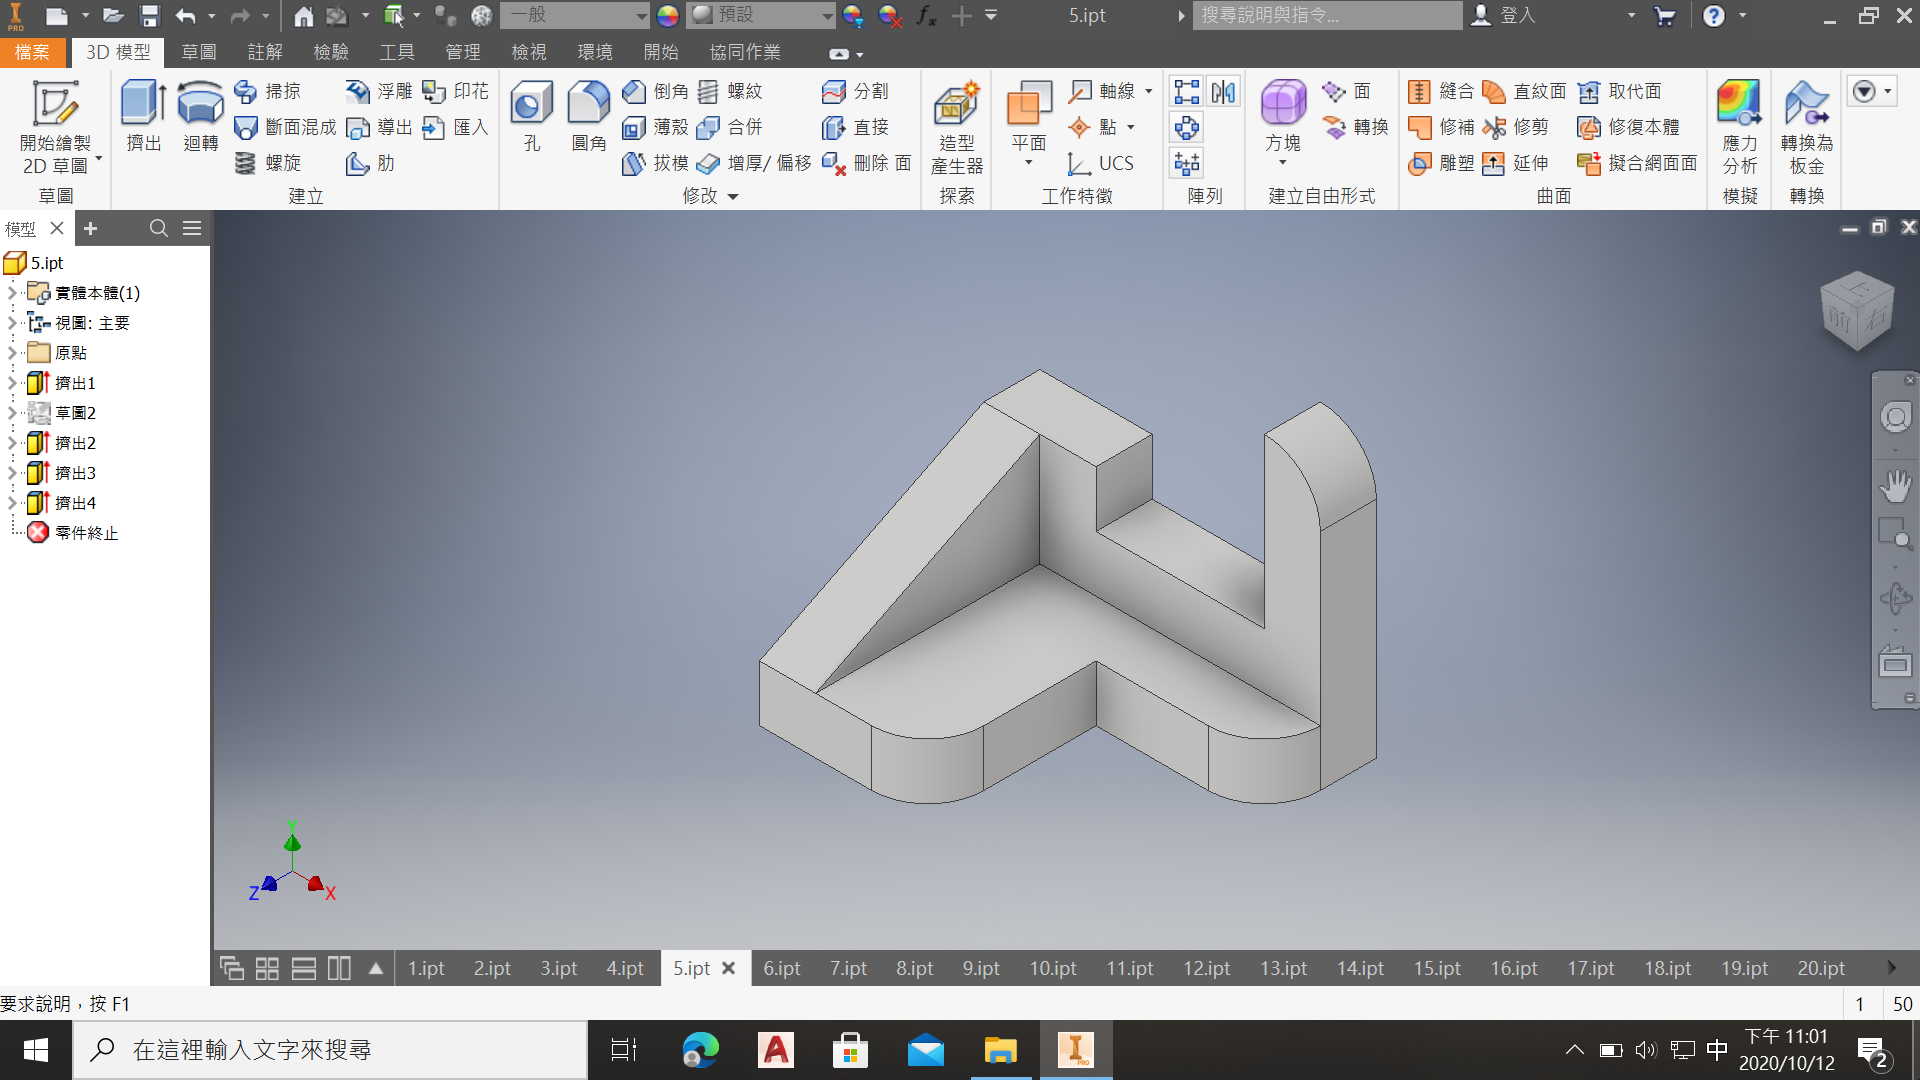 PRO 一般 預設 fx 5.ipt 搜尋說明與指令... 登入
檔案 3D 模型 草圖 註解 檢驗 工具 管理 檢視 環境 開始 協同作業
開始繪製
2D 草圖
草圖
擠出 迴轉 掃掠 浮雕 印花
斷面混成 導出 匯入
螺旋 肋
建立
孔 圓角 倒角 螺紋 分割
薄殼 合併 直接
拔模 增厚/ 偏移 刪除 面
修改
造型
產生器
探索
平面 軸線
點
UCS
工作特徵
陣列
方塊 面
轉換
建立自由形式
縫合 直紋面 取代面
修補 修剪 修復本體
雕塑 延伸 擬合網面面
曲面
應力
分析
模擬
轉換為
板金
轉換
模型
5.ipt
實體本體(1)
視圖: 主要
原點
擠出1
草圖2
擠出2
擠出3
擠出4
零件終止
上
前 右
Y
Z X
1.ipt 2.ipt 3.ipt 4.ipt 5.ipt 6.ipt 7.ipt 8.ipt 9.ipt 10.ipt 11.ipt 12.ipt 13.ipt 14.ipt 15.ipt 16.ipt 17.ipt 18.ipt 19.ipt 20.ipt
要求說明，按 F1 1 50
在這裡輸入文字來搜尋
PRO
中
下午 11:01
2020/10/12
2